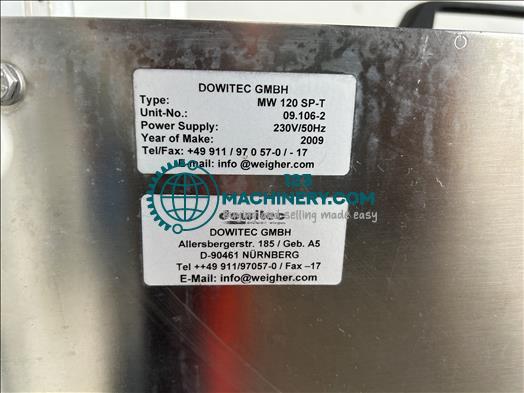 DOWITEC GMBH
Type: MW 120 SP-T
Unit-No.: 09.106-2
Power Supply: 230V/50Hz
Year of Make: 2009
Tel/Fax: +49 911 / 97 0 57-0 / - 17
E-mail: info @weigher.com
123
MACHINERY.COM
dowitec
buying and selling made easy
DOWITEC GMBH
Allersbergerstr. 185 / Geb. A5
D-90461 NÜRNBERG
Tel ++49 911/97057-0 / Fax –17
E-Mail: info@weigher.com